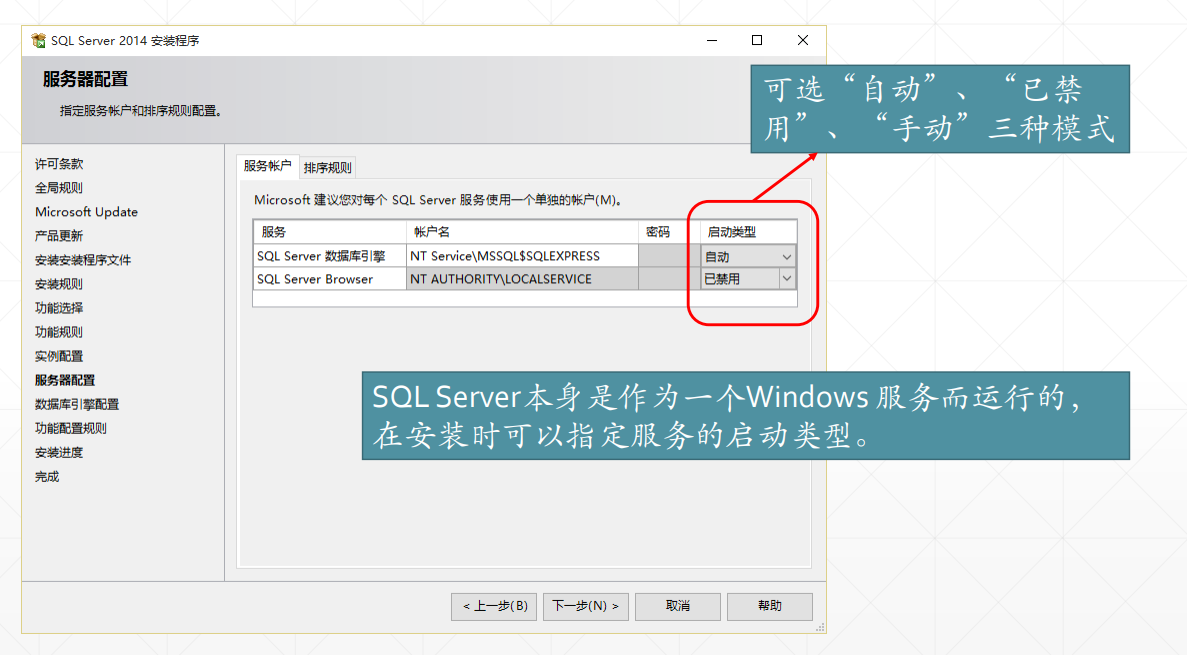 SQL Server 2014 安装程序
服务器配置
指定服务帐户和排序规则配置。
可选“自动”、“已禁
用”、“手动”三种模式
许可条款
全局规则
Microsoft Update
产品更新
安装安装程序文件
安装规则
功能选择
功能规则
实例配置
服务器配置
数据库引擎配置
功能配置规则
安装进度
完成
服务帐户 排序规则
Microsoft 建议您对每个 SQL Server 服务使用一个单独的帐户(M)。
服务 帐户名 密码 启动类型
SQL Server 数据库引擎 NT Service\MSSQL$SQLEXPRESS 自动
SQL Server Browser NT AUTHORITY\LOCALSERVICE 已禁用
SQL Server本身是作为一个Windows 服务而运行的，
在安装时可以指定服务的启动类型。
< 上一步(B) 下一步(N) > 取消 帮助